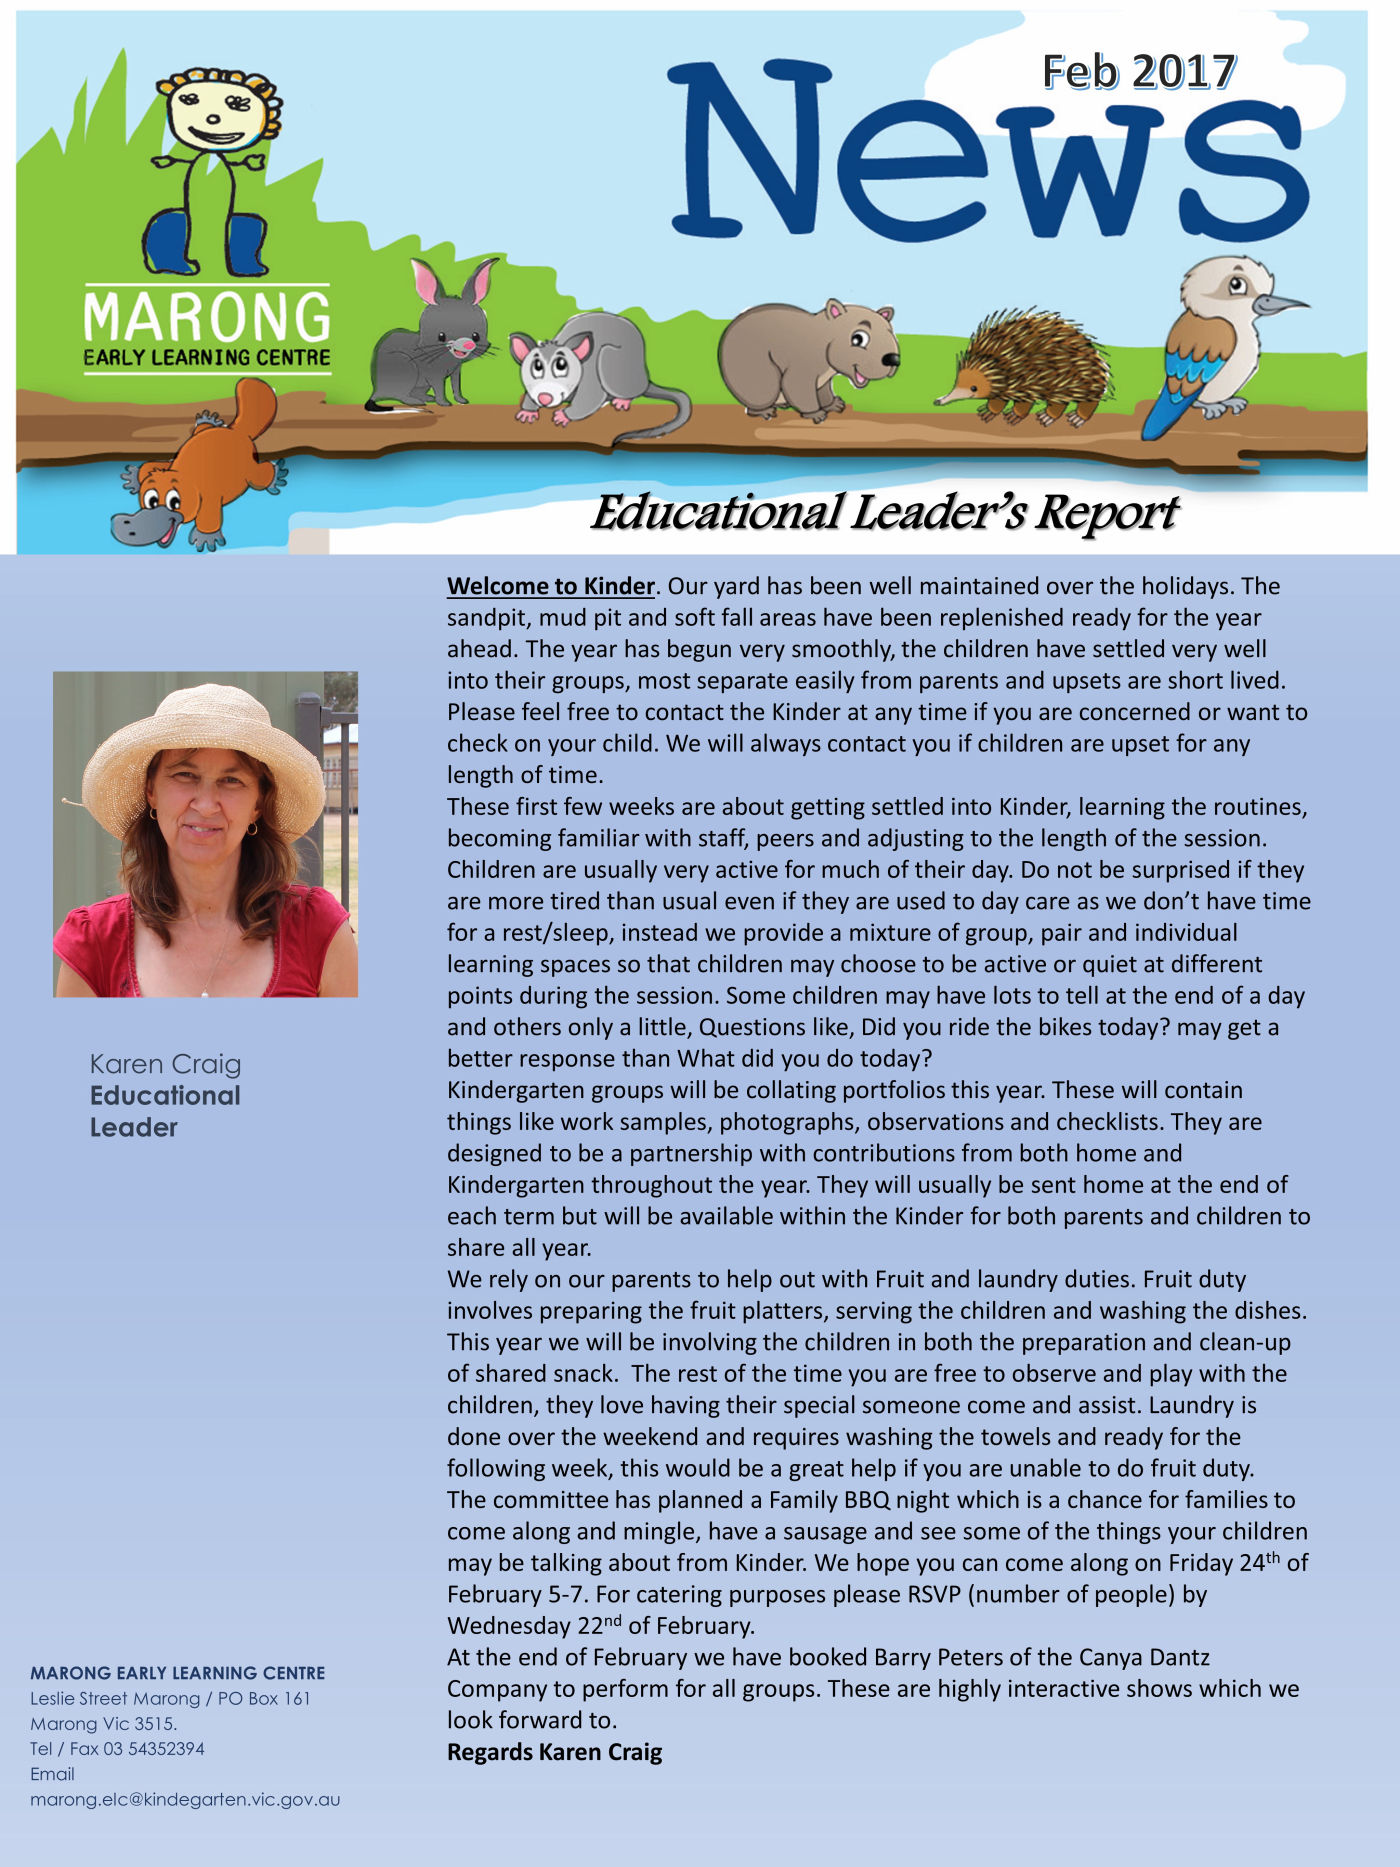 Feb 2017
News
MARONG
EARLY LEARNING CENTRE
Educational Leader's Report
Welcome to Kinder. Our yard has been well maintained over the holidays. The
sandpit, mud pit and soft fall areas have been replenished ready for the year
ahead. The year has begun very smoothly, the children have settled very well
into their groups, most separate easily from parents and upsets are short lived.
Please feel free to contact the Kinder at any time if you are concerned or want to
check on your child. We will always contact you if children are upset for any
length of time.
These first few weeks are about getting settled into Kinder, learning the routines,
becoming familiar with staff, peers and adjusting to the length of the session.
Children are usually very active for much of their day. Do not be surprised if they
are more tired than usual even if they are used to day care as we don't have time
for a rest/sleep, instead we provide a mixture of group, pair and individual
learning spaces so that children may choose to be active or quiet at different
points during the session. Some children may have lots to tell at the end of a day
and others only a little, Questions like, Did you ride the bikes today? may get a
better response than What did you do today?
Kindergarten groups will be collating portfolios this year. These will contain
things like work samples, photographs, observations and checklists. They are
designed to be a partnership with contributions from both home and
Kindergarten throughout the year. They will usually be sent home at the end of
each term but will be available within the Kinder for both parents and children to
share all year.
We rely on our parents to help out with Fruit and laundry duties. Fruit duty
involves preparing the fruit platters, serving the children and washing the dishes.
This year we will be involving the children in both the preparation and clean-up
of shared snack.  The rest of the time you are free to observe and play with the
children, they love having their special someone come and assist. Laundry is
done over the weekend and requires washing the towels and ready for the
following week, this would be a great help if you are unable to do fruit duty.
The committee has planned a Family BBQ night which is a chance for families to
come along and mingle, have a sausage and see some of the things your children
may be talking about from Kinder. We hope you can come along on Friday 24th of
February 5-7. For catering purposes please RSVP (number of people) by
Wednesday 22nd of February.
At the end of February we have booked Barry Peters of the Canya Dantz
Company to perform for all groups. These are highly interactive shows which we
look forward to.
Regards Karen Craig
Karen Craig
Educational
Leader
MARONG EARLY LEARNING CENTRE
Leslie Street Marong / PO Box 161
Marong Vic 3515.
Tel / Fax 03 54352394
Email
marong.elc@kindegarten.vic.gov.au